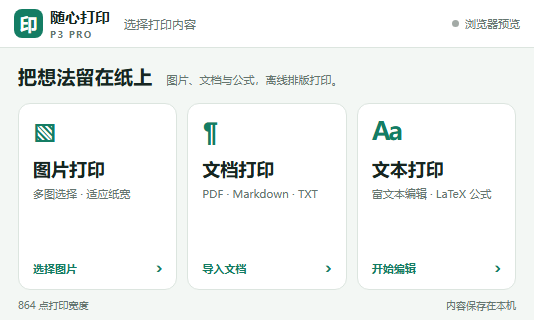 印 随心打印 选择打印内容 浏览器预览
P3 PRO
把想法留在纸上 图片、文档与公式，离线排版打印。
¶ Aa
图片打印 文档打印 文本打印
多图选择 · 适应纸宽 PDF · Markdown · TXT 富文本编辑 · LaTeX 公式
选择图片 › 导入文档 › 开始编辑 ›
864 点打印宽度 内容保存在本机